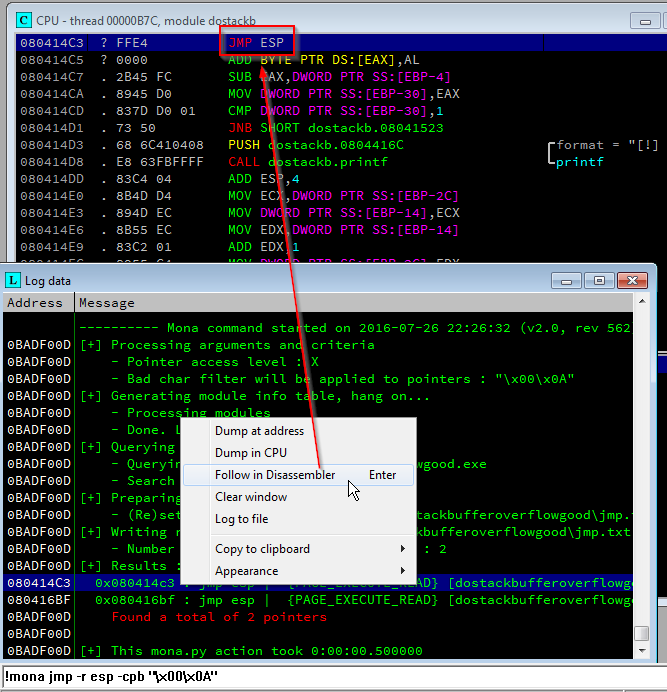 CPU - thread 00000B7C, module dostackb
080414C3 ? FFE4 JMP ESP
080414C5 ? 0000 ADD BYTE PTR DS:[EAX],AL
080414C7 . 2B45 FC SUB EAX,DWORD PTR SS:[EBP-4]
080414CA . 8945 D0 MOV DWORD PTR SS:[EBP-30],EAX
080414CD . 837D D0 01 CMP DWORD PTR SS:[EBP-30],1
080414D1 . 73 50 JNB SHORT dostackb.08041523
080414D3 . 68 6C410408 PUSH dostackb.0804416C format = "[!]
080414D8 . E8 63FBFFFF CALL dostackb.printf printf
080414DD . 83C4 04 ADD ESP,4
080414E0 . 8B4D D4 MOV ECX,DWORD PTR SS:[EBP-2C]
080414E3 . 894D EC MOV DWORD PTR SS:[EBP-14],ECX
080414E6 . 8B55 EC MOV EDX,DWORD PTR SS:[EBP-14]
080414E9 . 83C2 01 ADD EDX,1
Log data
Address Message
---------- Mona command started on 2016-07-26 22:26:32 (v2.0, rev 562
0BADF00D [+] Processing arguments and criteria
0BADF00D - Pointer access level : X
0BADF00D - Bad char filter will be applied to pointers : "\x00\x0A"
0BADF00D [+] Generating module info table, hang on...
0BADF00D - Processing modules
0BADF00D - Done. L
0BADF00D [+] Querying
0BADF00D - Queryin owgood.exe
0BADF00D - Search
0BADF00D [+] Preparing
0BADF00D - (Re)set stackbufferoverflowgood\jmp.t
0BADF00D [+] Writing r stackbufferoverflowgood\jmp.txt
0BADF00D - Number : 2
0BADF00D [+] Results :
080414C3 0x080414c3 : jmp esp | {PAGE_EXECUTE_READ} [dostackbufferoverflowgo
080416BF 0x080416bf : jmp esp | {PAGE_EXECUTE_READ} [dostackbufferoverflowgo
0BADF00D Found a total of 2 pointers
0BADF00D
0BADF00D [+] This mona.py action took 0:00:00.500000
Dump at address
Dump in CPU
Follow in Disassembler Enter
Clear window
Log to file
Copy to clipboard
Appearance
!mona jmp -r esp -cpb "\x00\x0A"